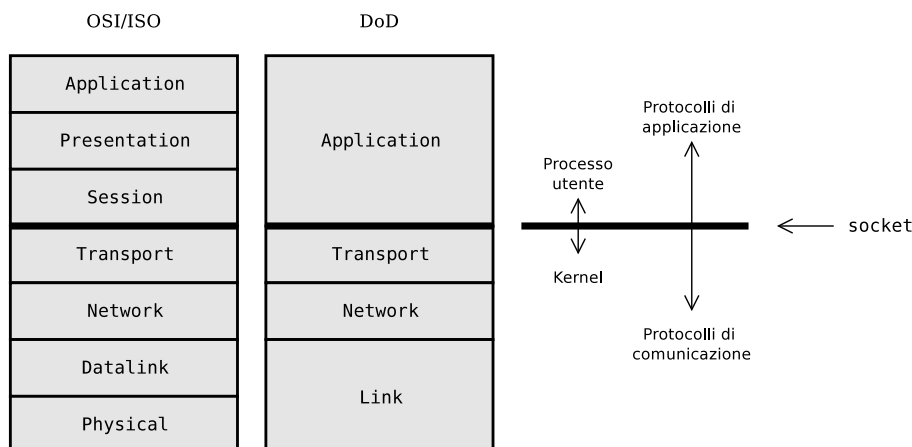 OSI/ISO
DoD
Application
Presentation
Session
Transport
Network
Datalink
Physical
Application
Transport
Network
Link
Protocolli di
applicazione
Processo
utente
socket
Kernel
Protocolli di
comunicazione